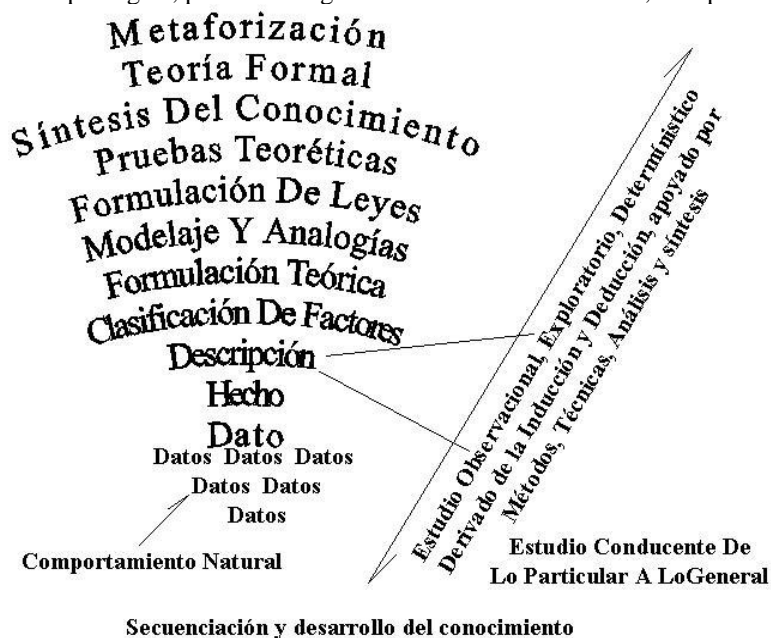 Metaforización
Teoría Formal
Síntesis Del Conocimiento
Pruebas Teoréticas
Formulación De Leyes
Modelaje Y Analogías
Formulación Teórica
Clasificación De Factores
Descripción
Hecho
Dato
Datos Datos Datos
Datos Datos
Datos
Comportamiento Natural
Estudio Observacional, Exploratorio, Determínistico
Derivado de la Inducción y Deducción, apoyado por
Métodos, Técnicas, Análisis y síntesis
Estudio Conducente De
Lo Particular A LoGeneral
Secuenciación y desarrollo del conocimiento